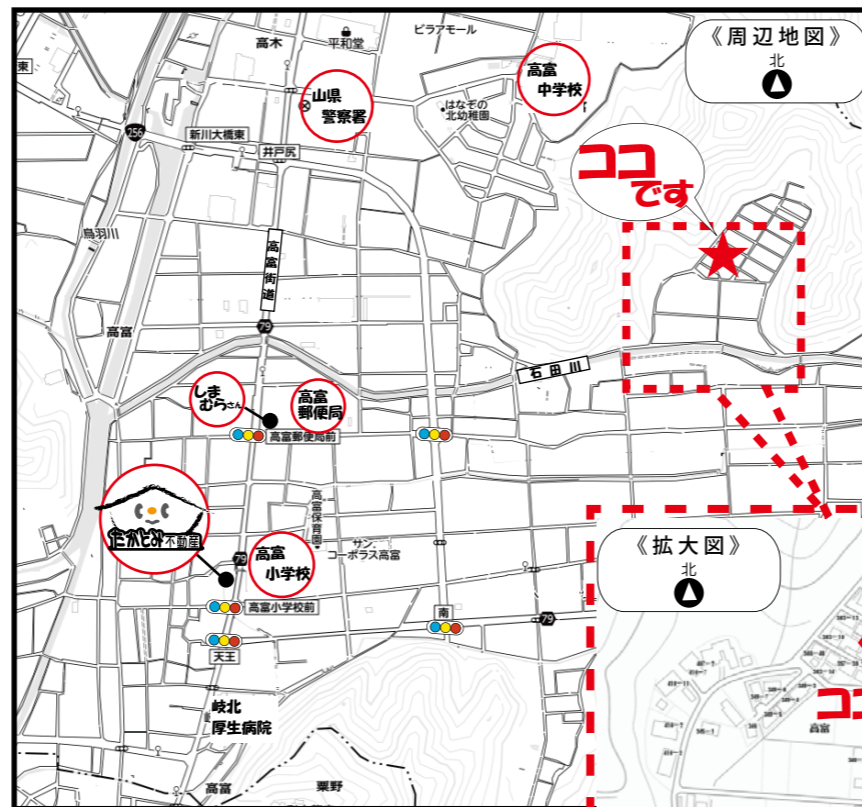 高木
平和堂
ピラアモール
《周辺地図》
北
東
山県
警察署
高富
中学校
はなぞの
北幼稚園
256
新川大橋東
井戸尻
ココ
です
鳥羽川
高富街道
高富
79
石田川
しま
むらさん
高富
郵便局
高富郵便局前
たかとみ不動産
高富保育園
サン
コーポラス高富
《拡大図》
北
79
高富
小学校
高富小学校前
南
79
天王
ココ
高富
岐北
厚生病院
高富
粟野